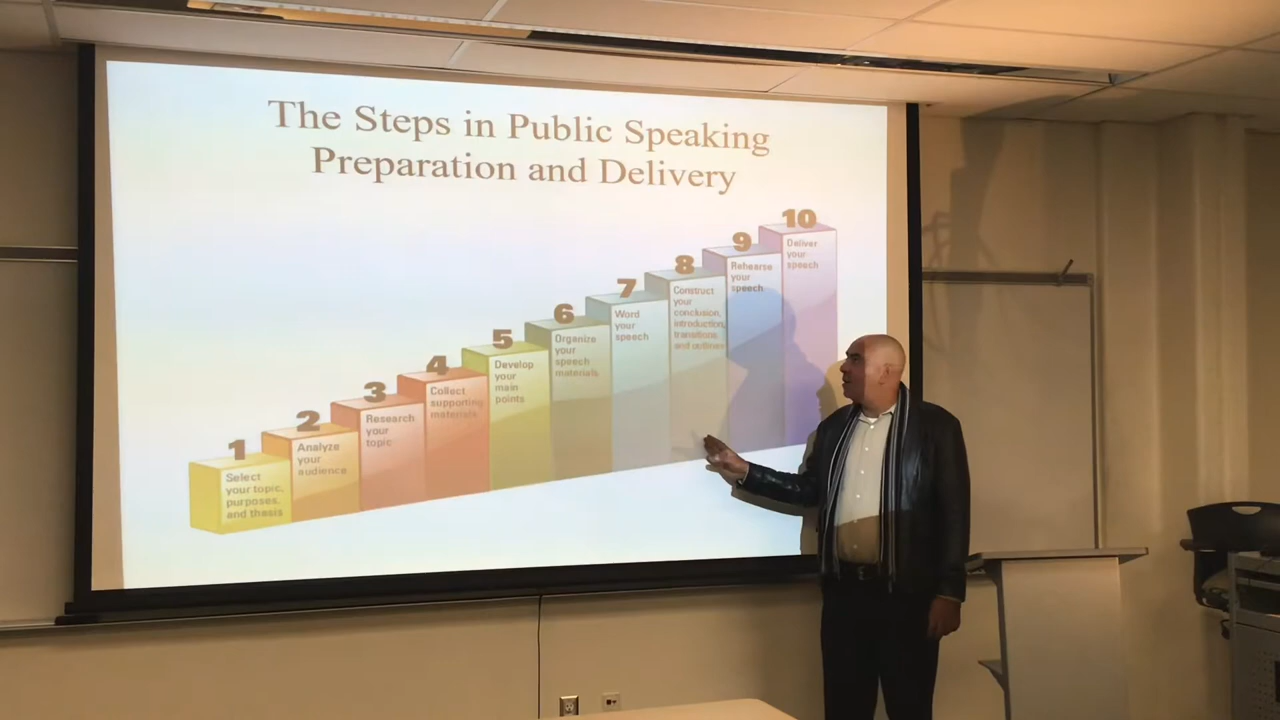 The Steps in Public Speaking
Preparation and Delivery
1
Select
your topic,
purposes,
and thesis
2
Analyze
your
audience
3
Research
your
topic
4
Collect
supporting
materials
5
Develop
your
main
points
6
Organize
your
speech
materials
7
Word
your
speech
8
Construct
your
conclusion,
introduction,
transitions,
and outlines
9
Rehearse
your
speech
10
Deliver
your
speech